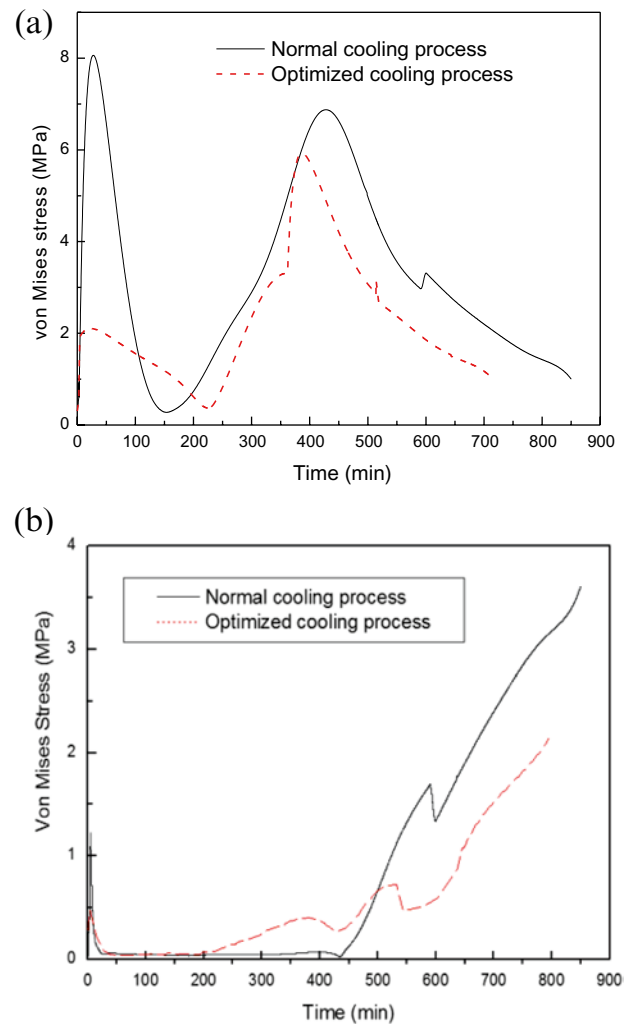 (a)
Normal cooling process
Optimized cooling process
8
6
4
2
0
von Mises stress (MPa)
0 100 200 300 400 500 600 700 800 900
Time (min)
(b)
4
Normal cooling process
Optimized cooling process
3
2
1
0
Von Mises Stress (MPa)
0 100 200 300 400 500 600 700 800 900
Time (min)